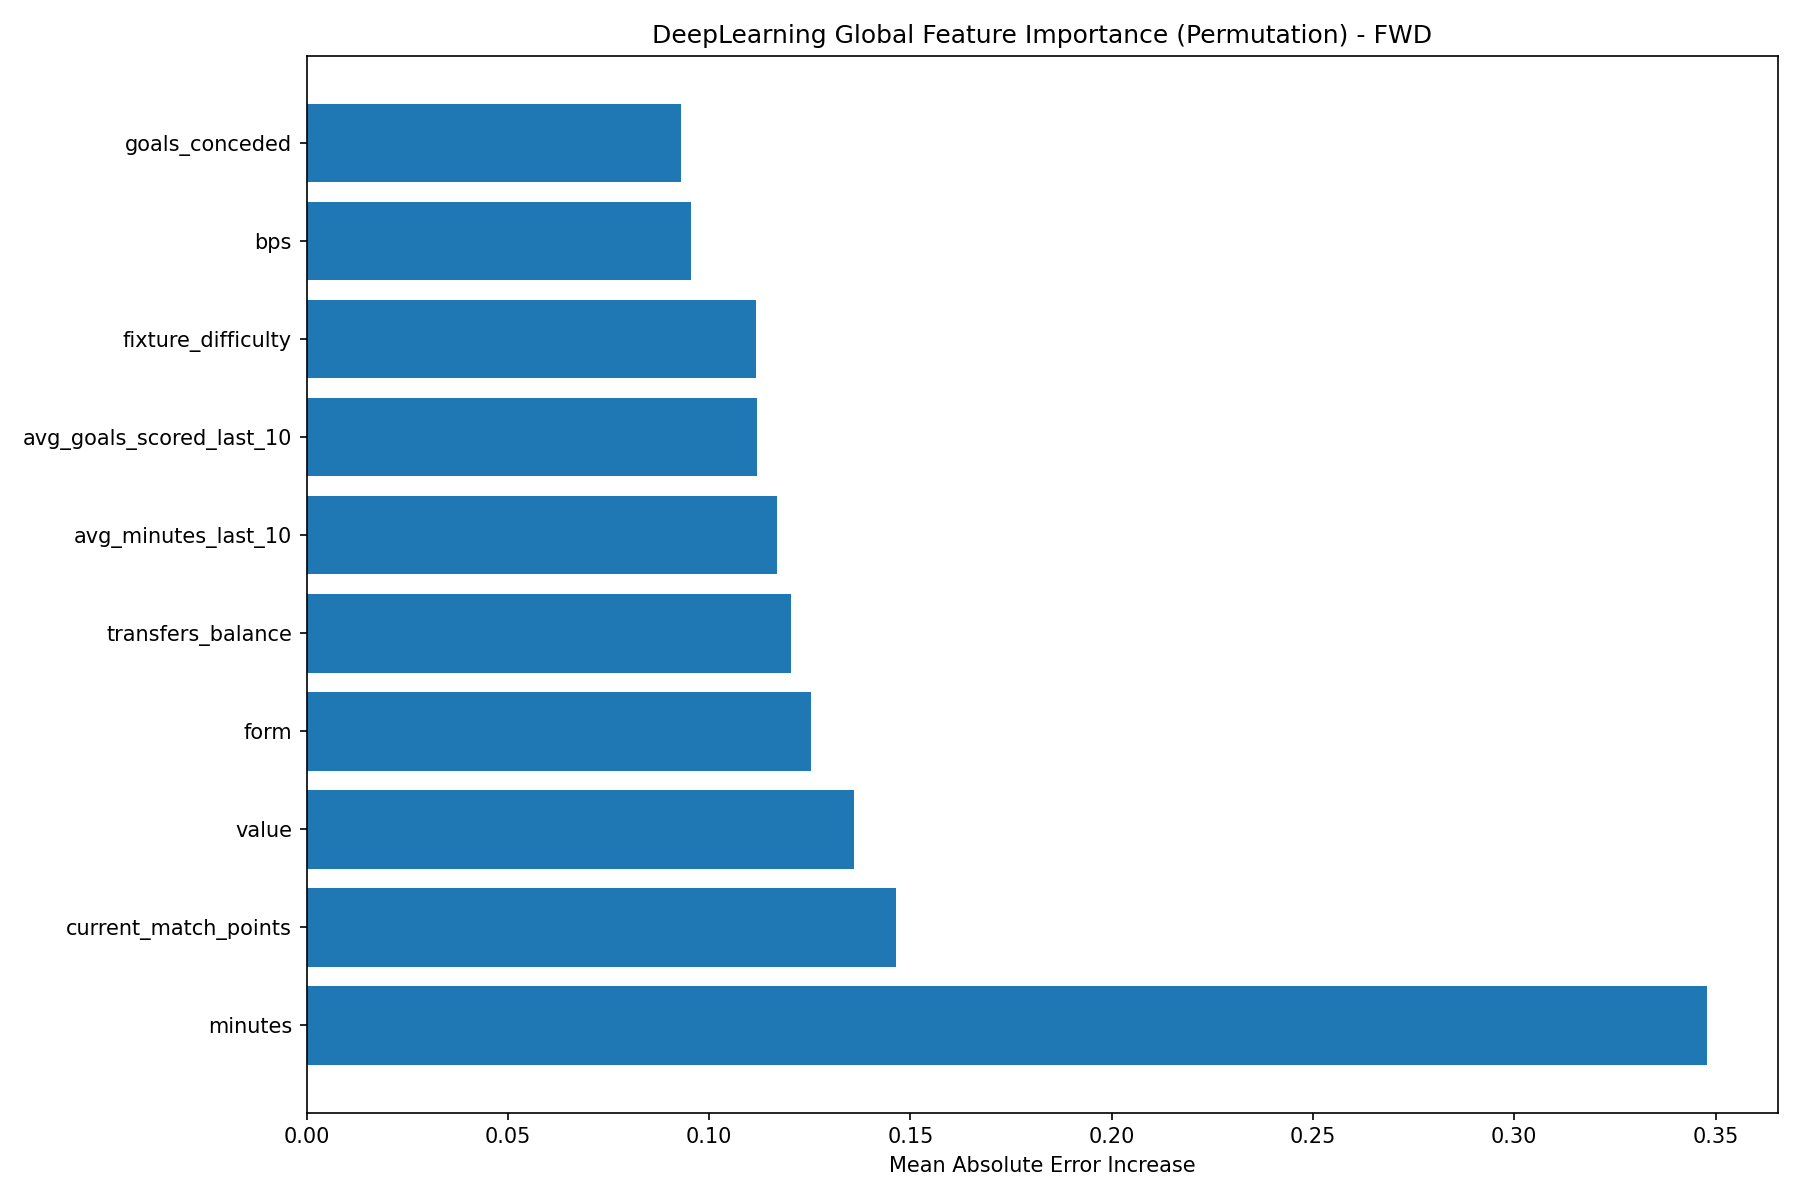 DeepLearning Global Feature Importance (Permutation) - FWD
goals_conceded
bps
fixture_difficulty
avg_goals_scored_last_10
avg_minutes_last_10
transfers_balance
form
value
current_match_points
minutes
0.00 0.05 0.10 0.15 0.20 0.25 0.30 0.35
Mean Absolute Error Increase